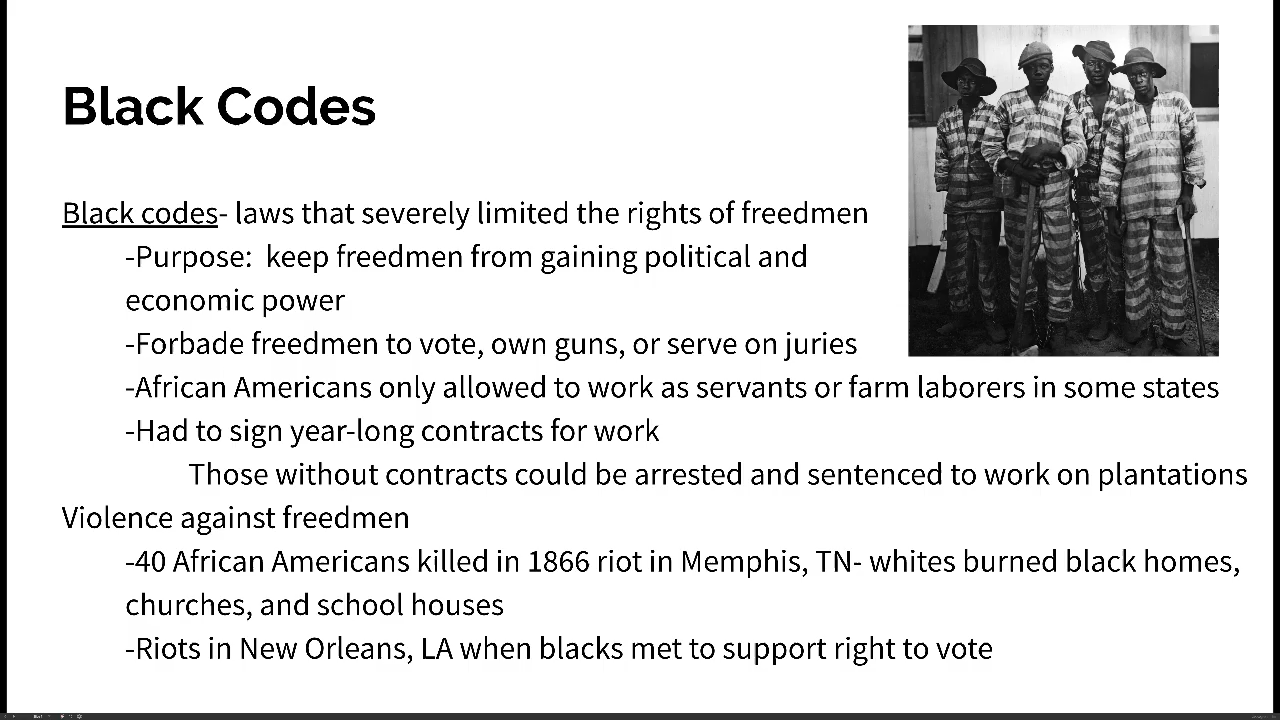 Black Codes
Black codes- laws that severely limited the rights of freedmen
-Purpose:  keep freedmen from gaining political and
economic power
-Forbade freedmen to vote, own guns, or serve on juries
-African Americans only allowed to work as servants or farm laborers in some states
-Had to sign year-long contracts for work
Those without contracts could be arrested and sentenced to work on plantations
Violence against freedmen
-40 African Americans killed in 1866 riot in Memphis, TN- whites burned black homes,
churches, and school houses
-Riots in New Orleans, LA when blacks met to support right to vote